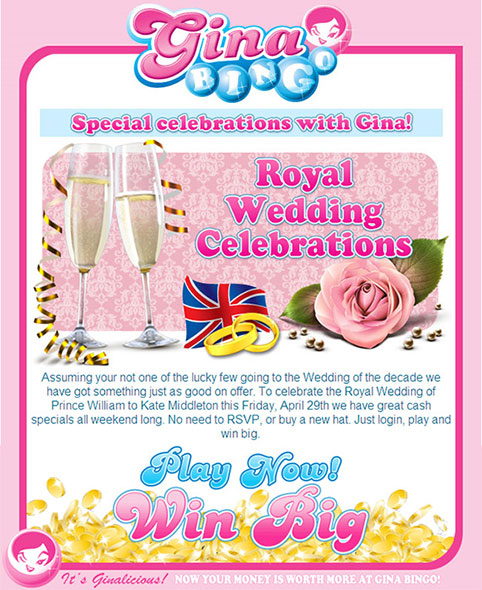 Gina
BINGO
Special celebrations with Gina!
Royal
Wedding
Celebrations
Assuming your not one of the lucky few going to the Wedding of the decade we
have got something just as good on offer. To celebrate the Royal Wedding of
Prince William to Kate Middleton this Friday, April 29th we have great cash
specials all weekend long. No need to RSVP, or buy a new hat. Just login, play and
win big.
Play Now!
Win Big
It's Ginalicious! NOW YOUR MONEY IS WORTH MORE AT GINA BINGO!